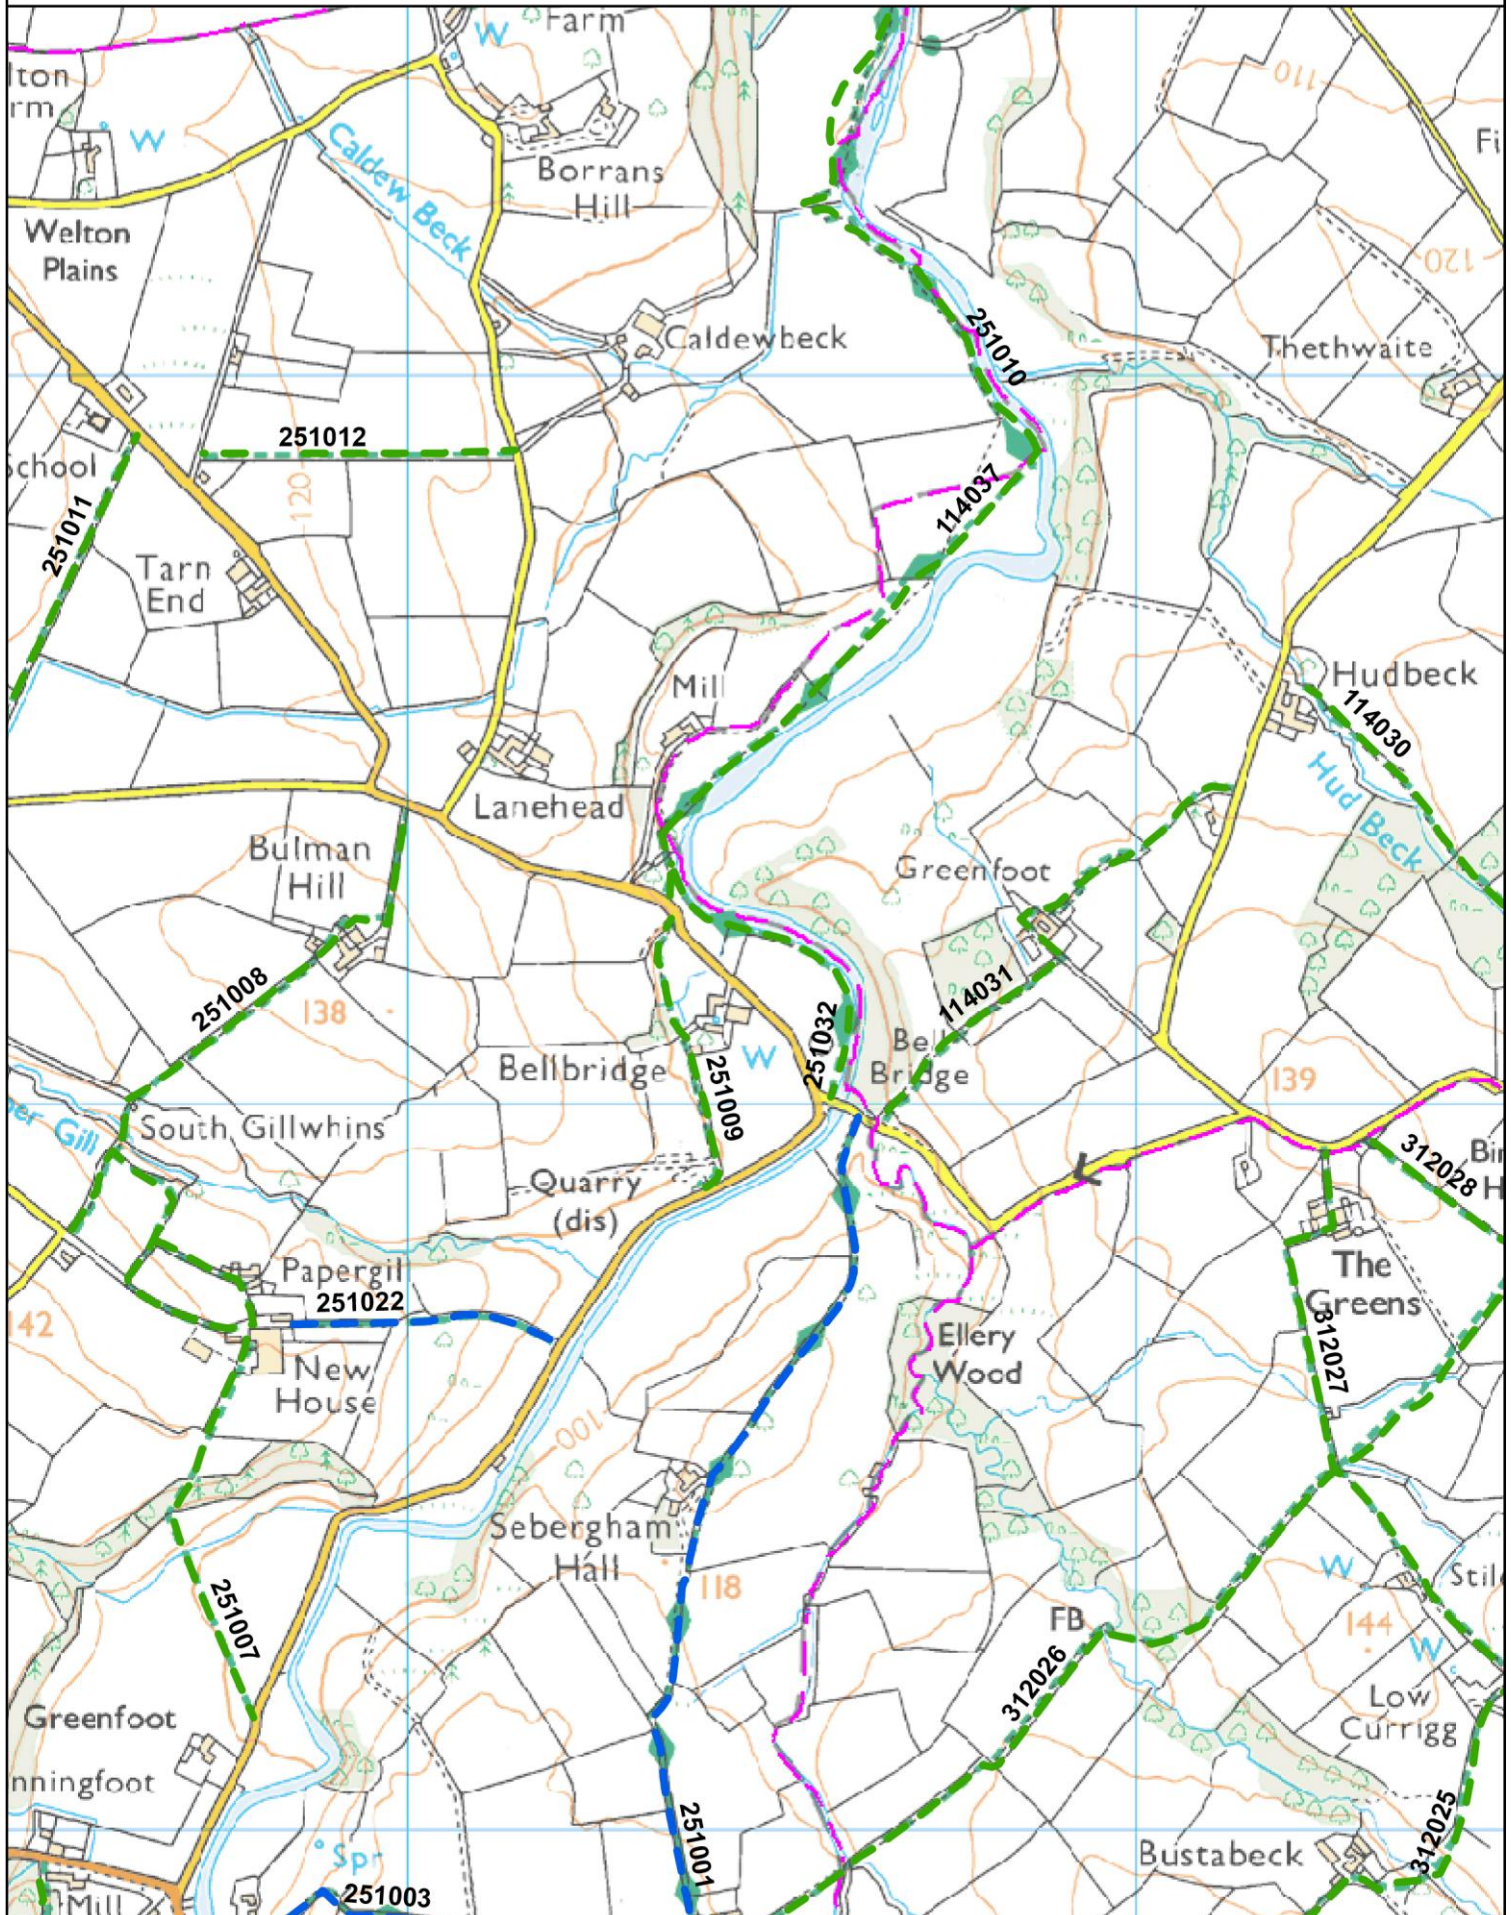 Farm
W
lton
rm
W
110
Fi
Caldew Beck
Borrans
Hill
Welton
Plains
120
251010
Caldewbeck
Thethwaite
251012
School
251011
120
114037
Tarn
End
Mill
Hudbeck
114030
Hud
Beck
Lanehead
Bulman
Hill
Greenfoot
251008
138
114031
251032
Bell
Bridge
Bellbridge
W
251009
139
per Gill
South Gillwhins
312028
Bin
H
Quarry
(dis)
The
Greens
Papergil
251022
142
312027
Ellery
Wood
New
House
100
Sebergham
Hall
118
W
Stile
251007
FB
144
W
312026
Greenfoot
Low
Currigg
nningfoot
251001
312025
Bustabeck
Spr
251003
Mill